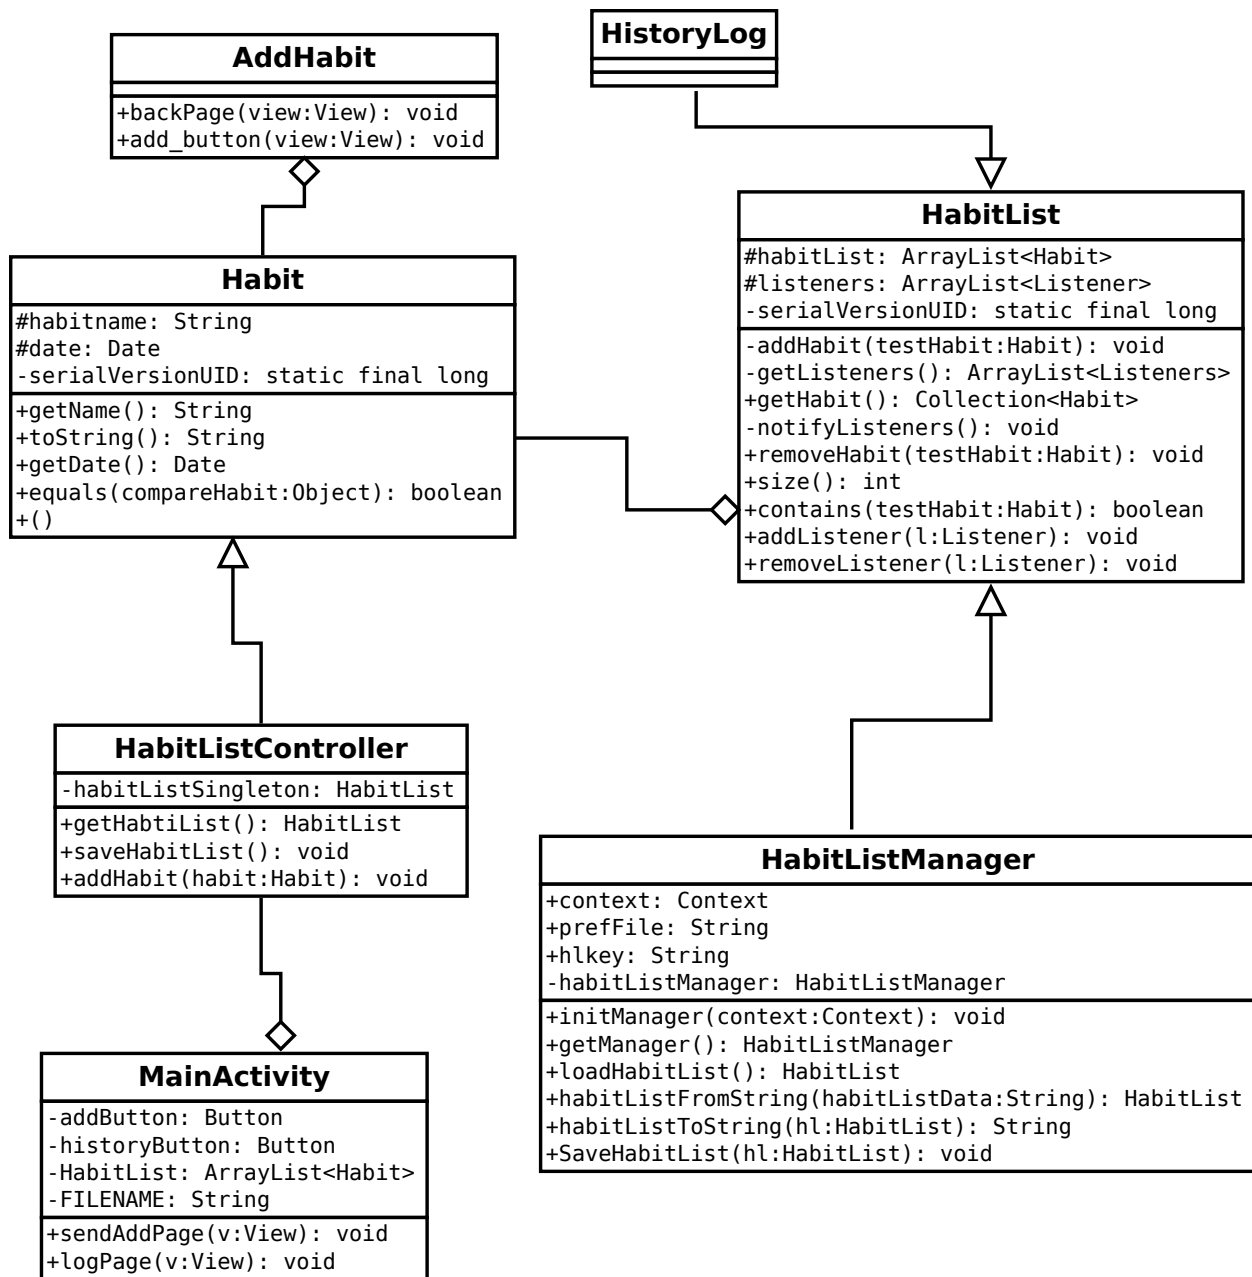 AddHabit
+backPage(view:View): void
+add_button(view:View): void
HistoryLog
Habit
#habitname: String
#date: Date
-serialVersionUID: static final long
+getName(): String
+toString(): String
+getDate(): Date
+equals(compareHabit:Object): boolean
+()
HabitList
#habitList: ArrayList<Habit>
#listeners: ArrayList<Listener>
-serialVersionUID: static final long
-addHabit(testHabit:Habit): void
-getListeners(): ArrayList<Listeners>
+getHabit(): Collection<Habit>
-notifyListeners(): void
+removeHabit(testHabit:Habit): void
+size(): int
+contains(testHabit:Habit): boolean
+addListener(l:Listener): void
+removeListener(l:Listener): void
HabitListController
-habitListSingleton: HabitList
+getHabtiList(): HabitList
+saveHabitList(): void
+addHabit(habit:Habit): void
HabitListManager
+context: Context
+prefFile: String
+hlkey: String
-habitListManager: HabitListManager
+initManager(context:Context): void
+getManager(): HabitListManager
+loadHabitList(): HabitList
+habitListFromString(habitListData:String): HabitList
+habitListToString(hl:HabitList): String
+SaveHabitList(hl:HabitList): void
MainActivity
-addButton: Button
-historyButton: Button
-HabitList: ArrayList<Habit>
-FILENAME: String
+sendAddPage(v:View): void
+logPage(v:View): void